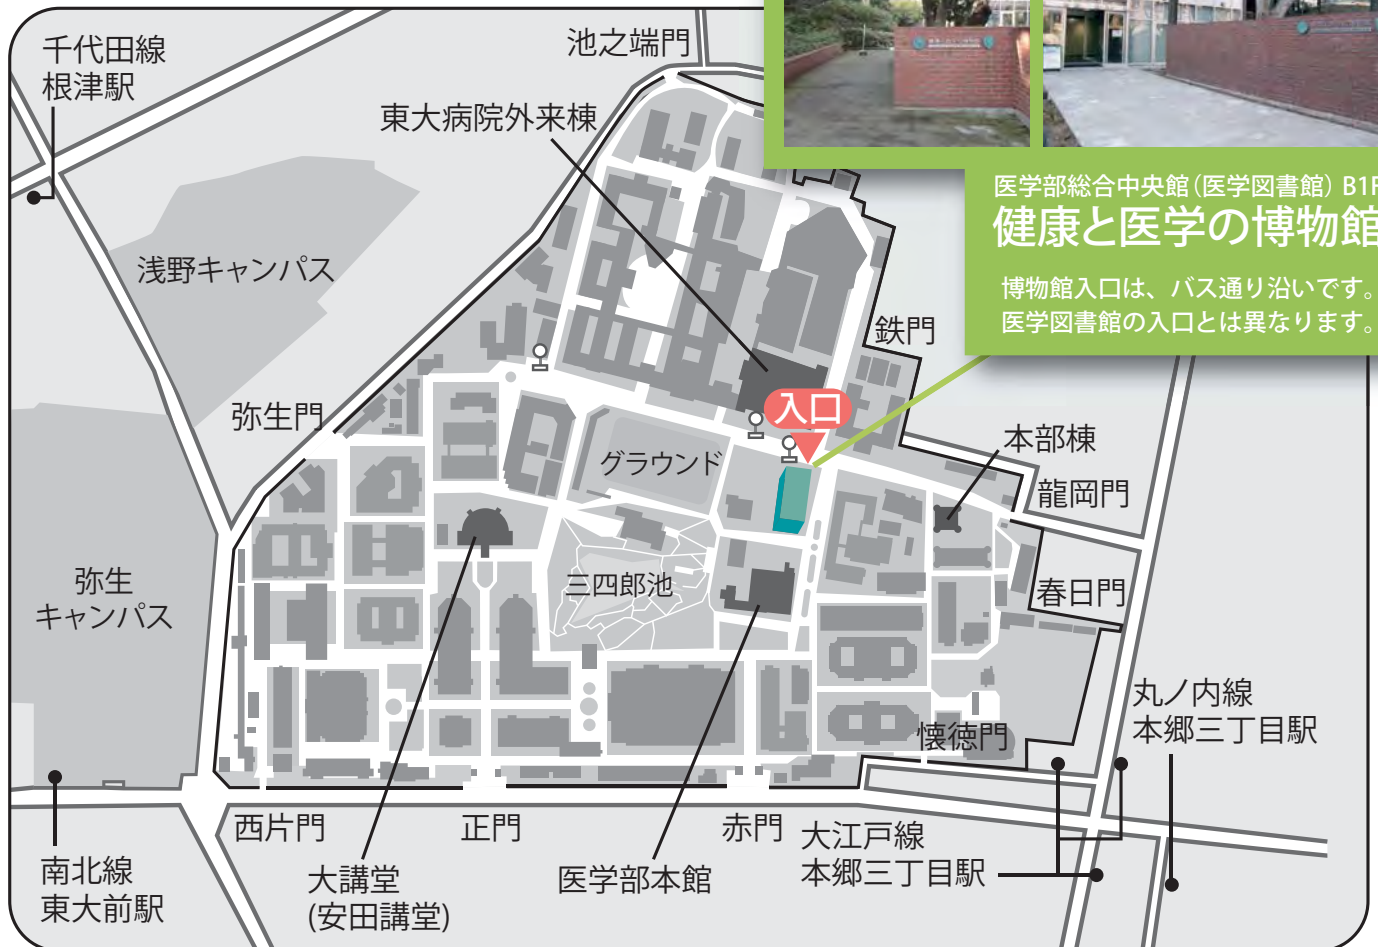 千代田線
根津駅
池之端門
東大病院外来棟
医学部総合中央館(医学図書館) B1F
健康と医学の博物館
博物館入口は、バス通り沿いです。
医学図書館の入口とは異なります。
浅野キャンパス
鉄門
弥生門
入口
グラウンド
本部棟
龍岡門
弥生
キャンパス
三四郎池
春日門
丸ノ内線
本郷三丁目駅
懐徳門
西片門
正門
赤門
大江戸線
本郷三丁目駅
南北線
東大前駅
大講堂
(安田講堂)
医学部本館